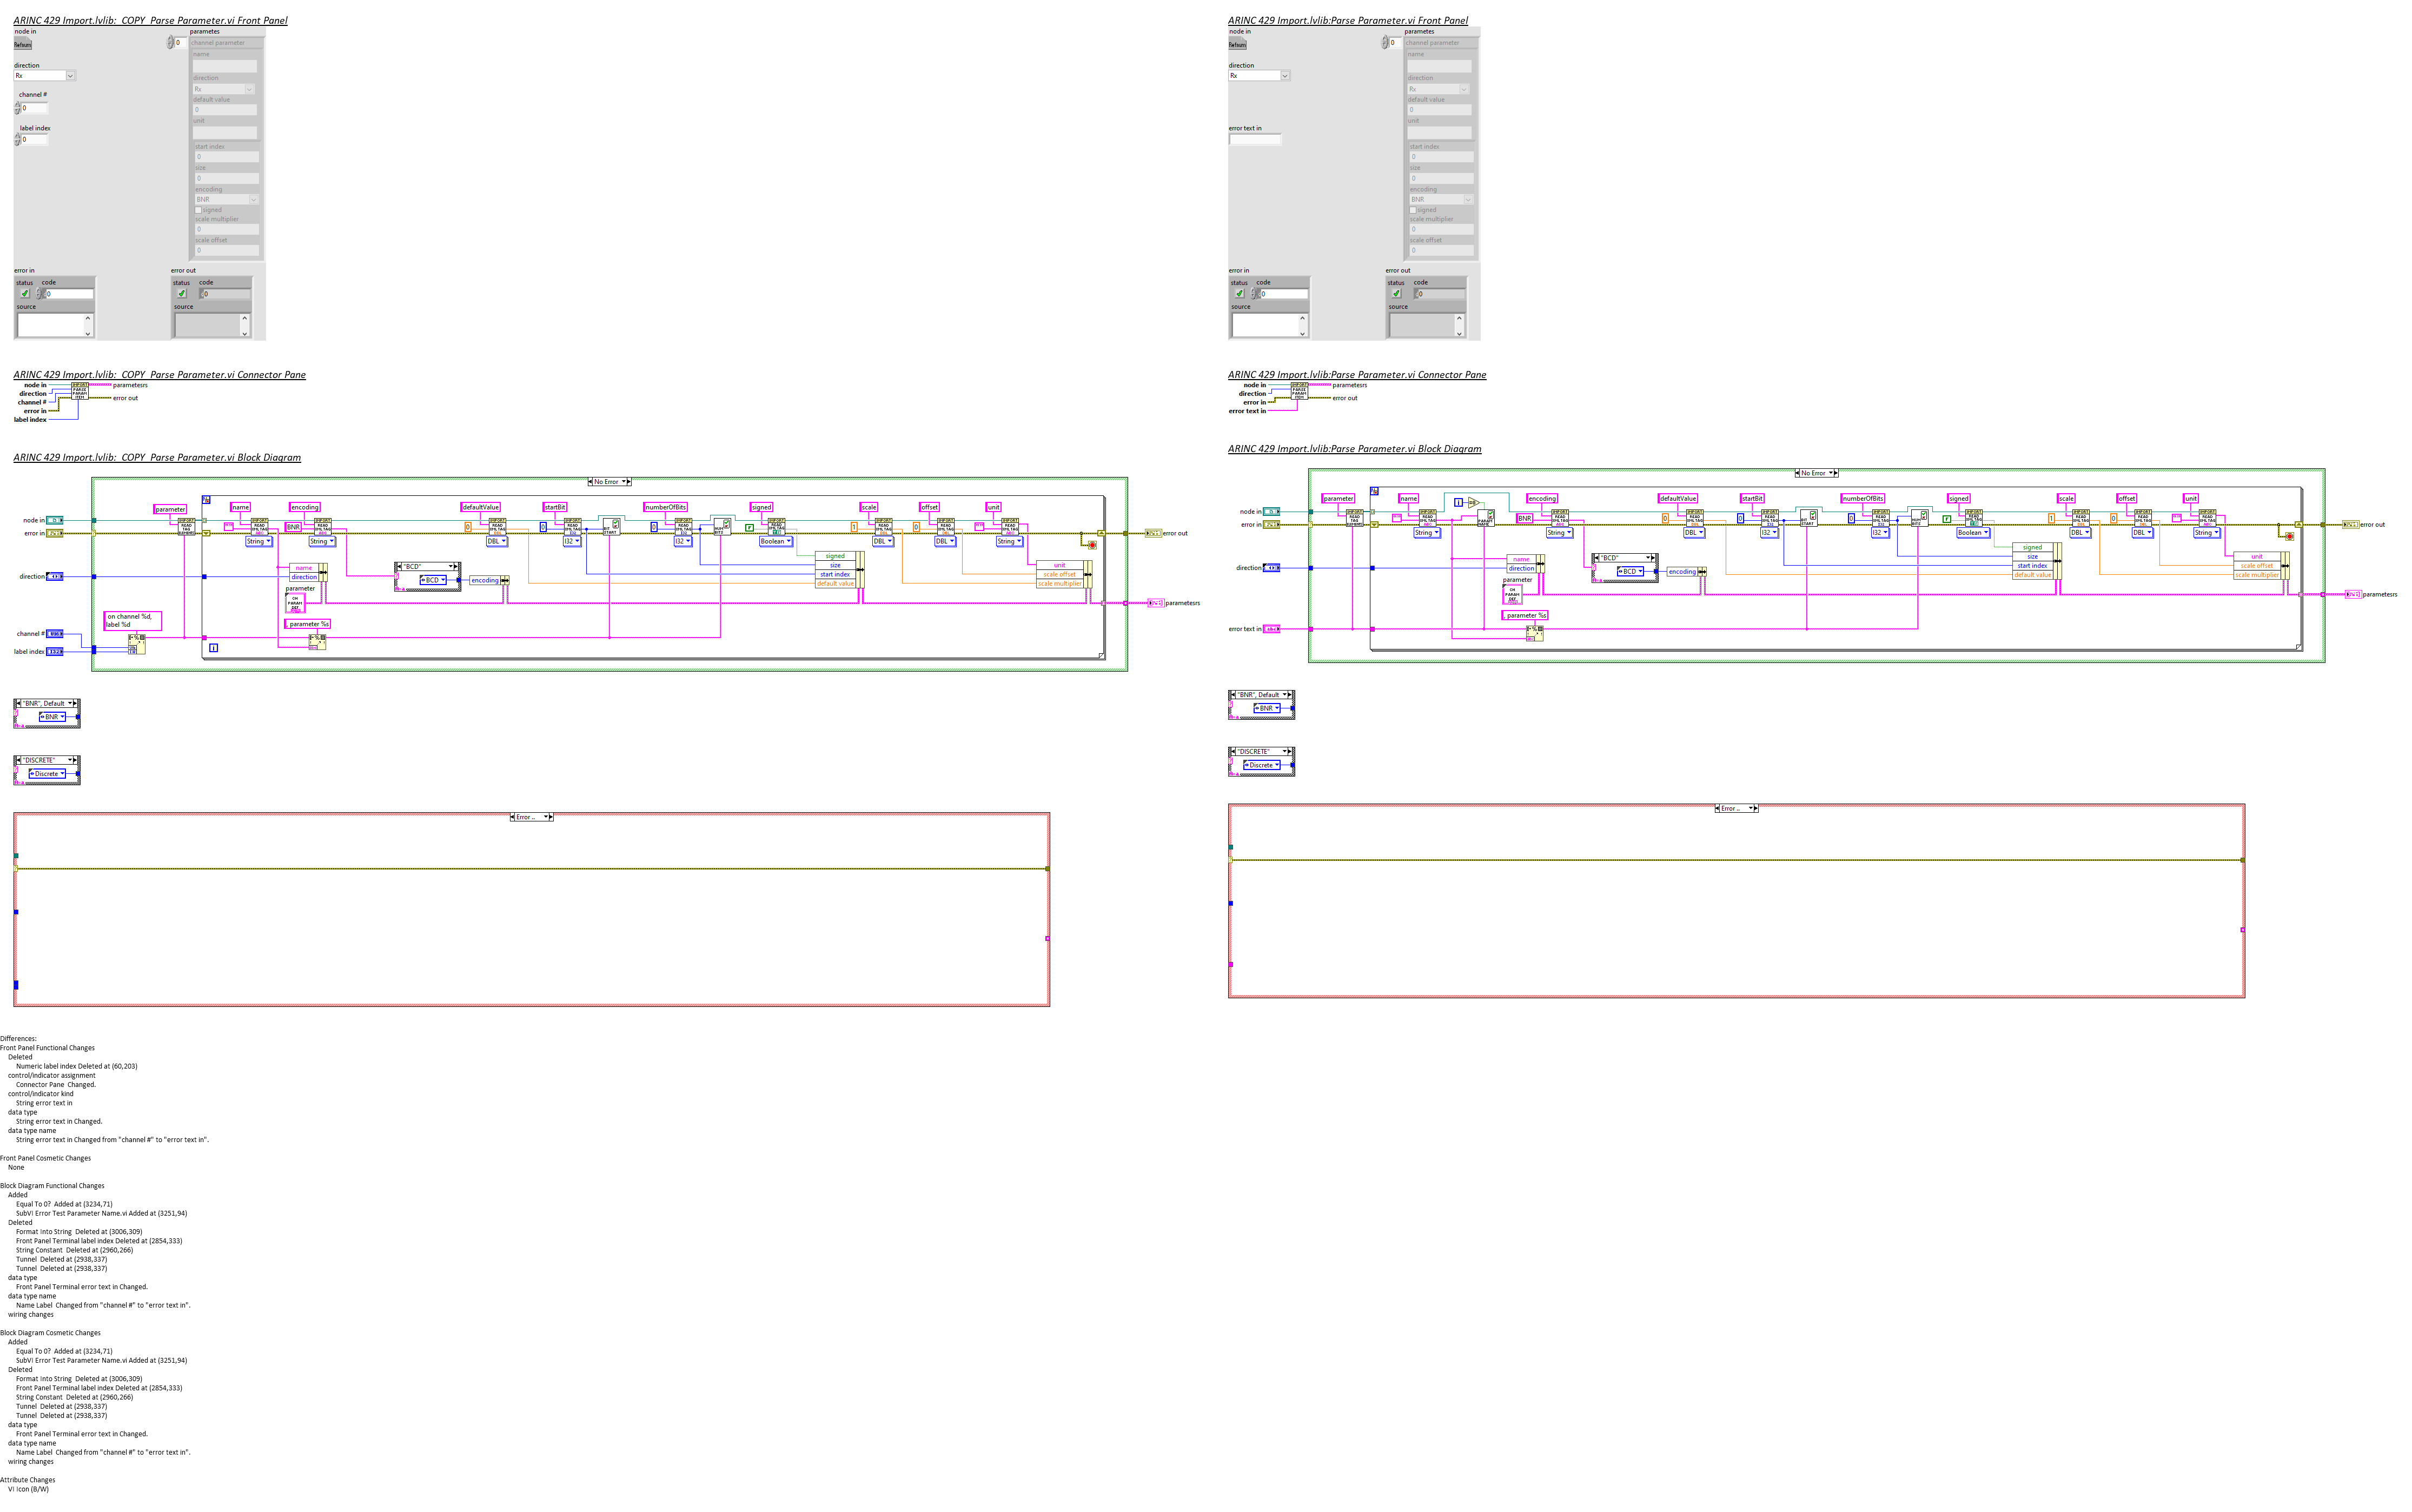 ARINC 429 Import.lvlib:  COPY  Parse Parameter.vi Front Panel
node in
parametes
Refnum
0
channel parameter
name
direction
Rx
direction
Rx
default value
0
channel #
0
unit
label index
0
start index
0
size
0
encoding
BNR
signed
scale multiplier
0
scale offset
0
error in
error out
status
code
0
status
code
0
source
source
ARINC 429 Import.lvlib:  COPY  Parse Parameter.vi Connector Pane
node in
direction
channel #
error in
label index
parametesrs
error out
ARINC 429 Import.lvlib:  COPY  Parse Parameter.vi Block Diagram
No Error
parameter
name
encoding
defaultValue
startBit
numberOfBits
signed
scale
offset
unit
node in
error in
BNR
0
0
0
1
0
error out
String
String
DBL
I32
I32
Boolean
DBL
DBL
String
signed
size
start index
default value
name
direction
"BCD"
BCD
encoding
unit
scale offset
scale multiplier
direction
parameter
parametesrs
on channel %d,
label %d
, parameter %s
channel #
label index
i
"BNR", Default
BNR
"DISCRETE"
Discrete
Error ..
Differences:
Front Panel Functional Changes
Deleted
Numeric label index Deleted at (60,203)
control/indicator assignment
Connector Pane  Changed.
control/indicator kind
String error text in
data type
String error text in Changed.
data type name
String error text in Changed from "channel #" to "error text in".
Front Panel Cosmetic Changes
None
Block Diagram Functional Changes
Added
Equal To 0?  Added at (3234,71)
SubVI Error Test Parameter Name.vi Added at (3251,94)
Deleted
Format Into String  Deleted at (3006,309)
Front Panel Terminal label index Deleted at (2854,333)
String Constant  Deleted at (2960,266)
Tunnel  Deleted at (2938,337)
Tunnel  Deleted at (2938,337)
data type
Front Panel Terminal error text in Changed.
data type name
Name Label  Changed from "channel #" to "error text in".
wiring changes
Block Diagram Cosmetic Changes
Added
Equal To 0?  Added at (3234,71)
SubVI Error Test Parameter Name.vi Added at (3251,94)
Deleted
Format Into String  Deleted at (3006,309)
Front Panel Terminal label index Deleted at (2854,333)
String Constant  Deleted at (2960,266)
Tunnel  Deleted at (2938,337)
Tunnel  Deleted at (2938,337)
data type
Front Panel Terminal error text in Changed.
data type name
Name Label  Changed from "channel #" to "error text in".
wiring changes
Attribute Changes
VI Icon (B/W)
ARINC 429 Import.lvlib:Parse Parameter.vi Front Panel
node in
parametes
Refnum
0
channel parameter
name
direction
Rx
direction
Rx
default value
0
unit
error text in
start index
0
size
0
encoding
BNR
signed
scale multiplier
0
scale offset
0
error in
error out
status
code
0
status
code
0
source
source
ARINC 429 Import.lvlib:Parse Parameter.vi Connector Pane
node in
direction
error in
error text in
parametesrs
error out
ARINC 429 Import.lvlib:Parse Parameter.vi Block Diagram
No Error
parameter
name
i
encoding
defaultValue
startBit
numberOfBits
signed
scale
offset
unit
node in
error in
BNR
0
0
0
1
0
error out
String
String
DBL
I32
I32
Boolean
DBL
DBL
String
signed
size
start index
default value
name
direction
"BCD"
BCD
encoding
unit
scale offset
scale multiplier
direction
parameter
parametesrs
, parameter %s
error text in
"BNR", Default
BNR
"DISCRETE"
Discrete
Error ..